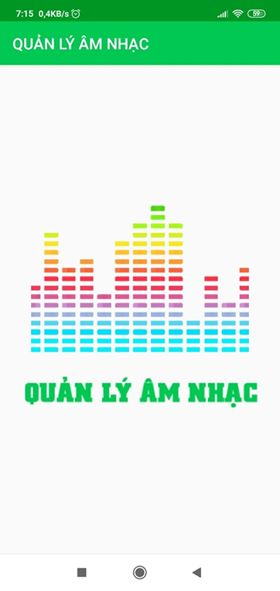 7:15 0,4KB/s 59
QUẢN LÝ ÂM NHẠC
QUẢN LÝ ÂM NHẠC